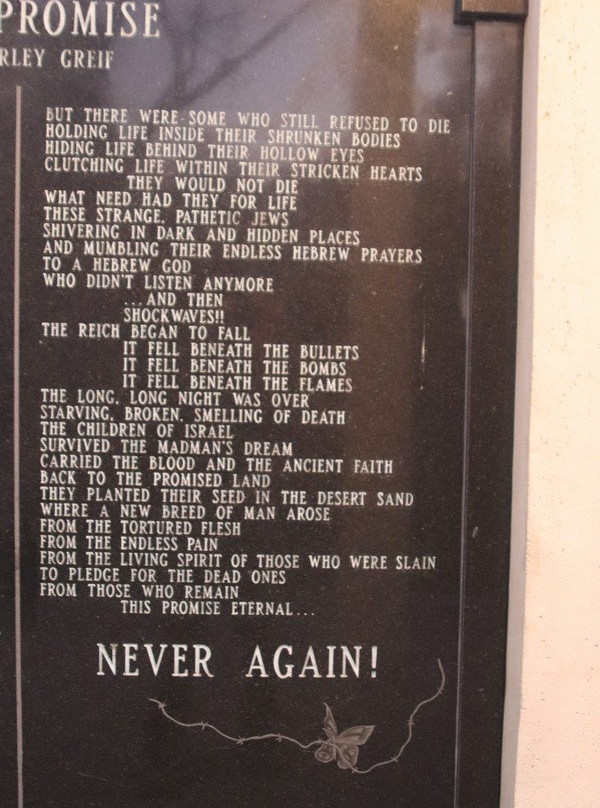 PROMISE
RLEY GREIF
BUT THERE WERE SOME WHO STILL REFUSED TO DIE
HOLDING LIFE INSIDE THEIR SHRUNKEN BODIES
HIDING LIFE BEHIND THEIR HOLLOW EYES
CLUTCHING LIFE WITHIN THEIR STRICKEN HEARTS
THEY WOULD NOT DIE
WHAT NEED HAD THEY FOR LIFE
THESE STRANGE, PATHETIC JEWS
SHIVERING IN DARK AND HIDDEN PLACES
AND MUMBLING THEIR ENDLESS HEBREW PRAYERS
TO A HEBREW GOD
WHO DIDN'T LISTEN ANYMORE
...AND THEN
SHOCKWAVES!!
THE REICH BEGAN TO FALL
IT FELL BENEATH THE BULLETS
IT FELL BENEATH THE BOMBS
IT FELL BENEATH THE FLAMES
THE LONG, LONG NIGHT WAS OVER
STARVING, BROKEN, SMELLING OF DEATH
THE CHILDREN OF ISRAEL
SURVIVED THE MADMAN'S DREAM
CARRIED THE BLOOD AND THE ANCIENT FAITH
BACK TO THE PROMISED LAND
THEY PLANTED THEIR SEED IN THE DESERT SAND
WHERE A NEW BREED OF MAN AROSE
FROM THE TORTURED FLESH
FROM THE ENDLESS PAIN
FROM THE LIVING SPIRIT OF THOSE WHO WERE SLAIN
TO PLEDGE FOR THE DEAD ONES
FROM THOSE WHO REMAIN
THIS PROMISE ETERNAL...
NEVER AGAIN!